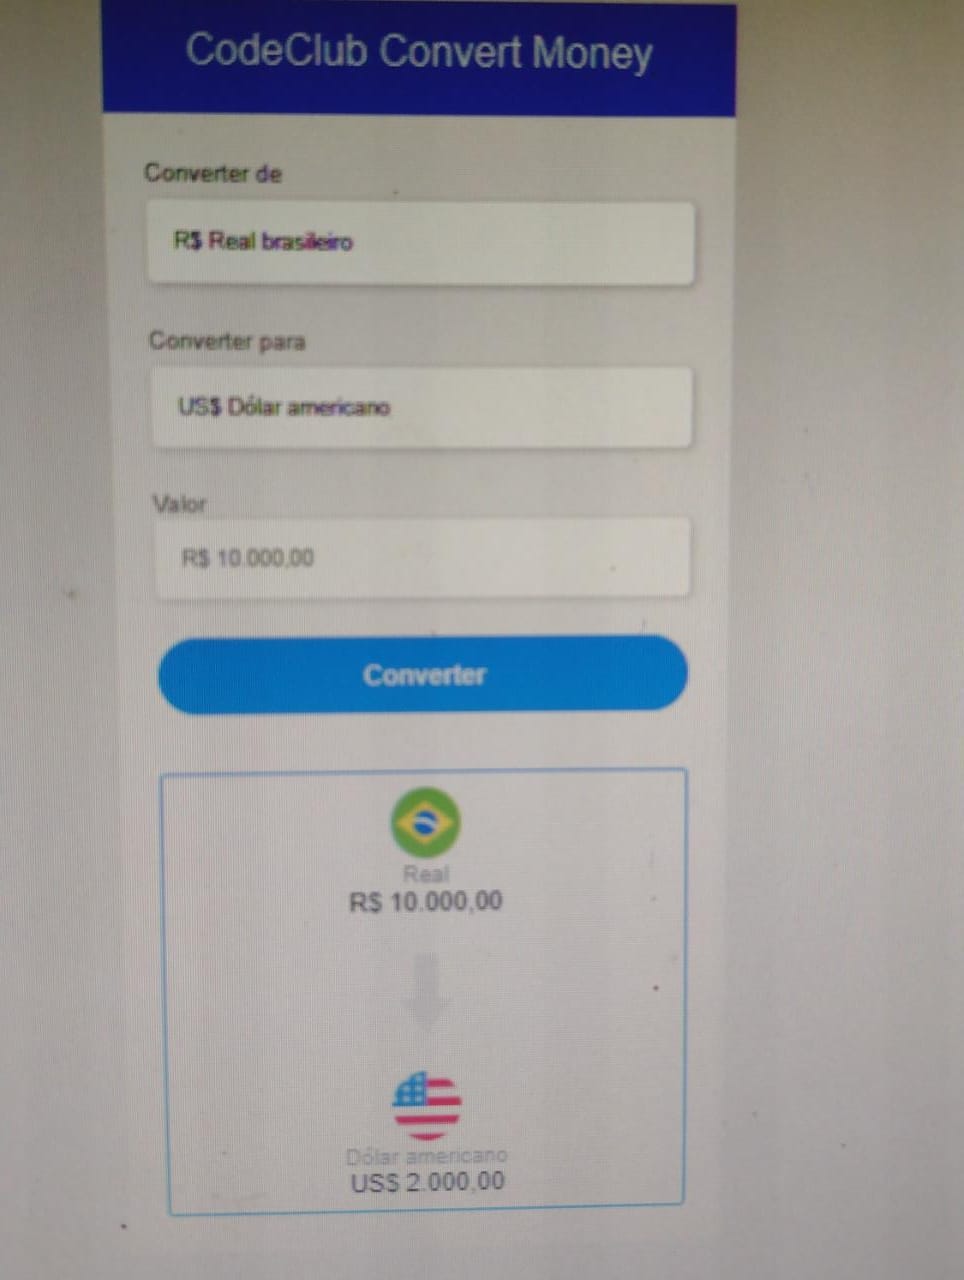 CodeClub Convert Money
Converter de
R$ Real brasileiro
Converter para
US$ Dólar americano
Valor
R$ 10.000,00
Converter
Real
R$ 10.000,00
Dólar americano
US$ 2.000,00